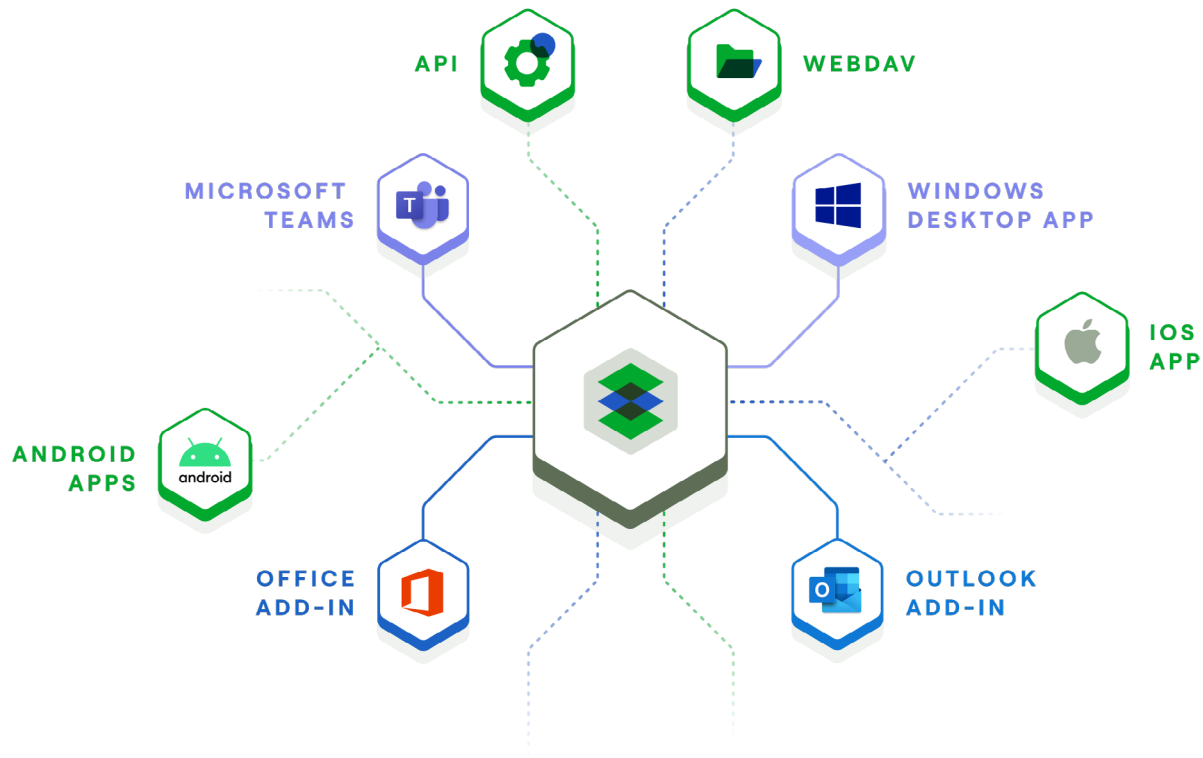 API
WEBDAV
MICROSOFT
TEAMS
T
WINDOWS
DESKTOP APP
IOS
APP
ANDROID
APPS
android
OFFICE
ADD-IN
O
OUTLOOK
ADD-IN